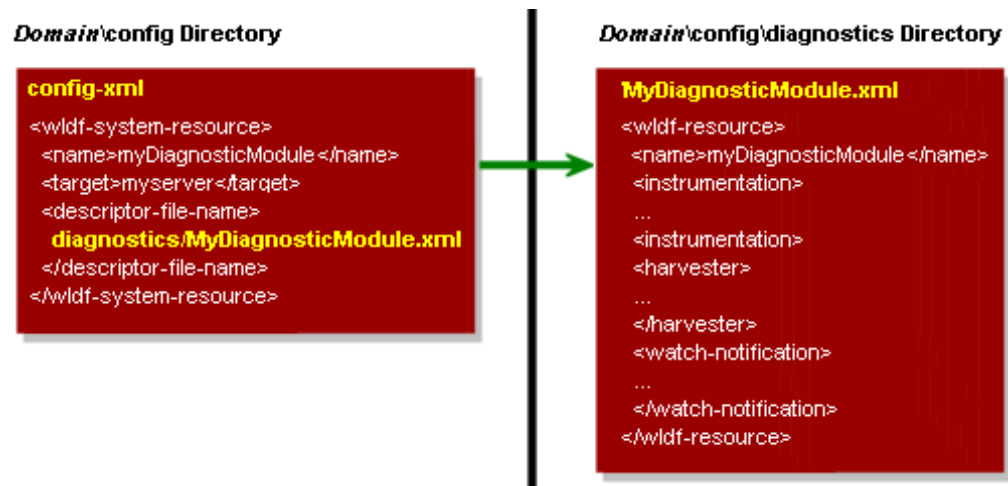 Domain\config Directory
config-xml
<wldf-system-resource>
<name>myDiagnosticModule</name>
<target>myserver</target>
<descriptor-file-name>
diagnostics/MyDiagnosticModule.xml
</descriptor-file-name>
</wldf-system-resource>
Domain\config\diagnostics Directory
MyDiagnosticModule.xml
<wldf-resource>
<name>myDiagnosticModule</name>
<instrumentation>
...
<instrumentation>
<harvester>
...
</harvester>
<watch-notification>
...
</watch-notification>
</wldf-resource>